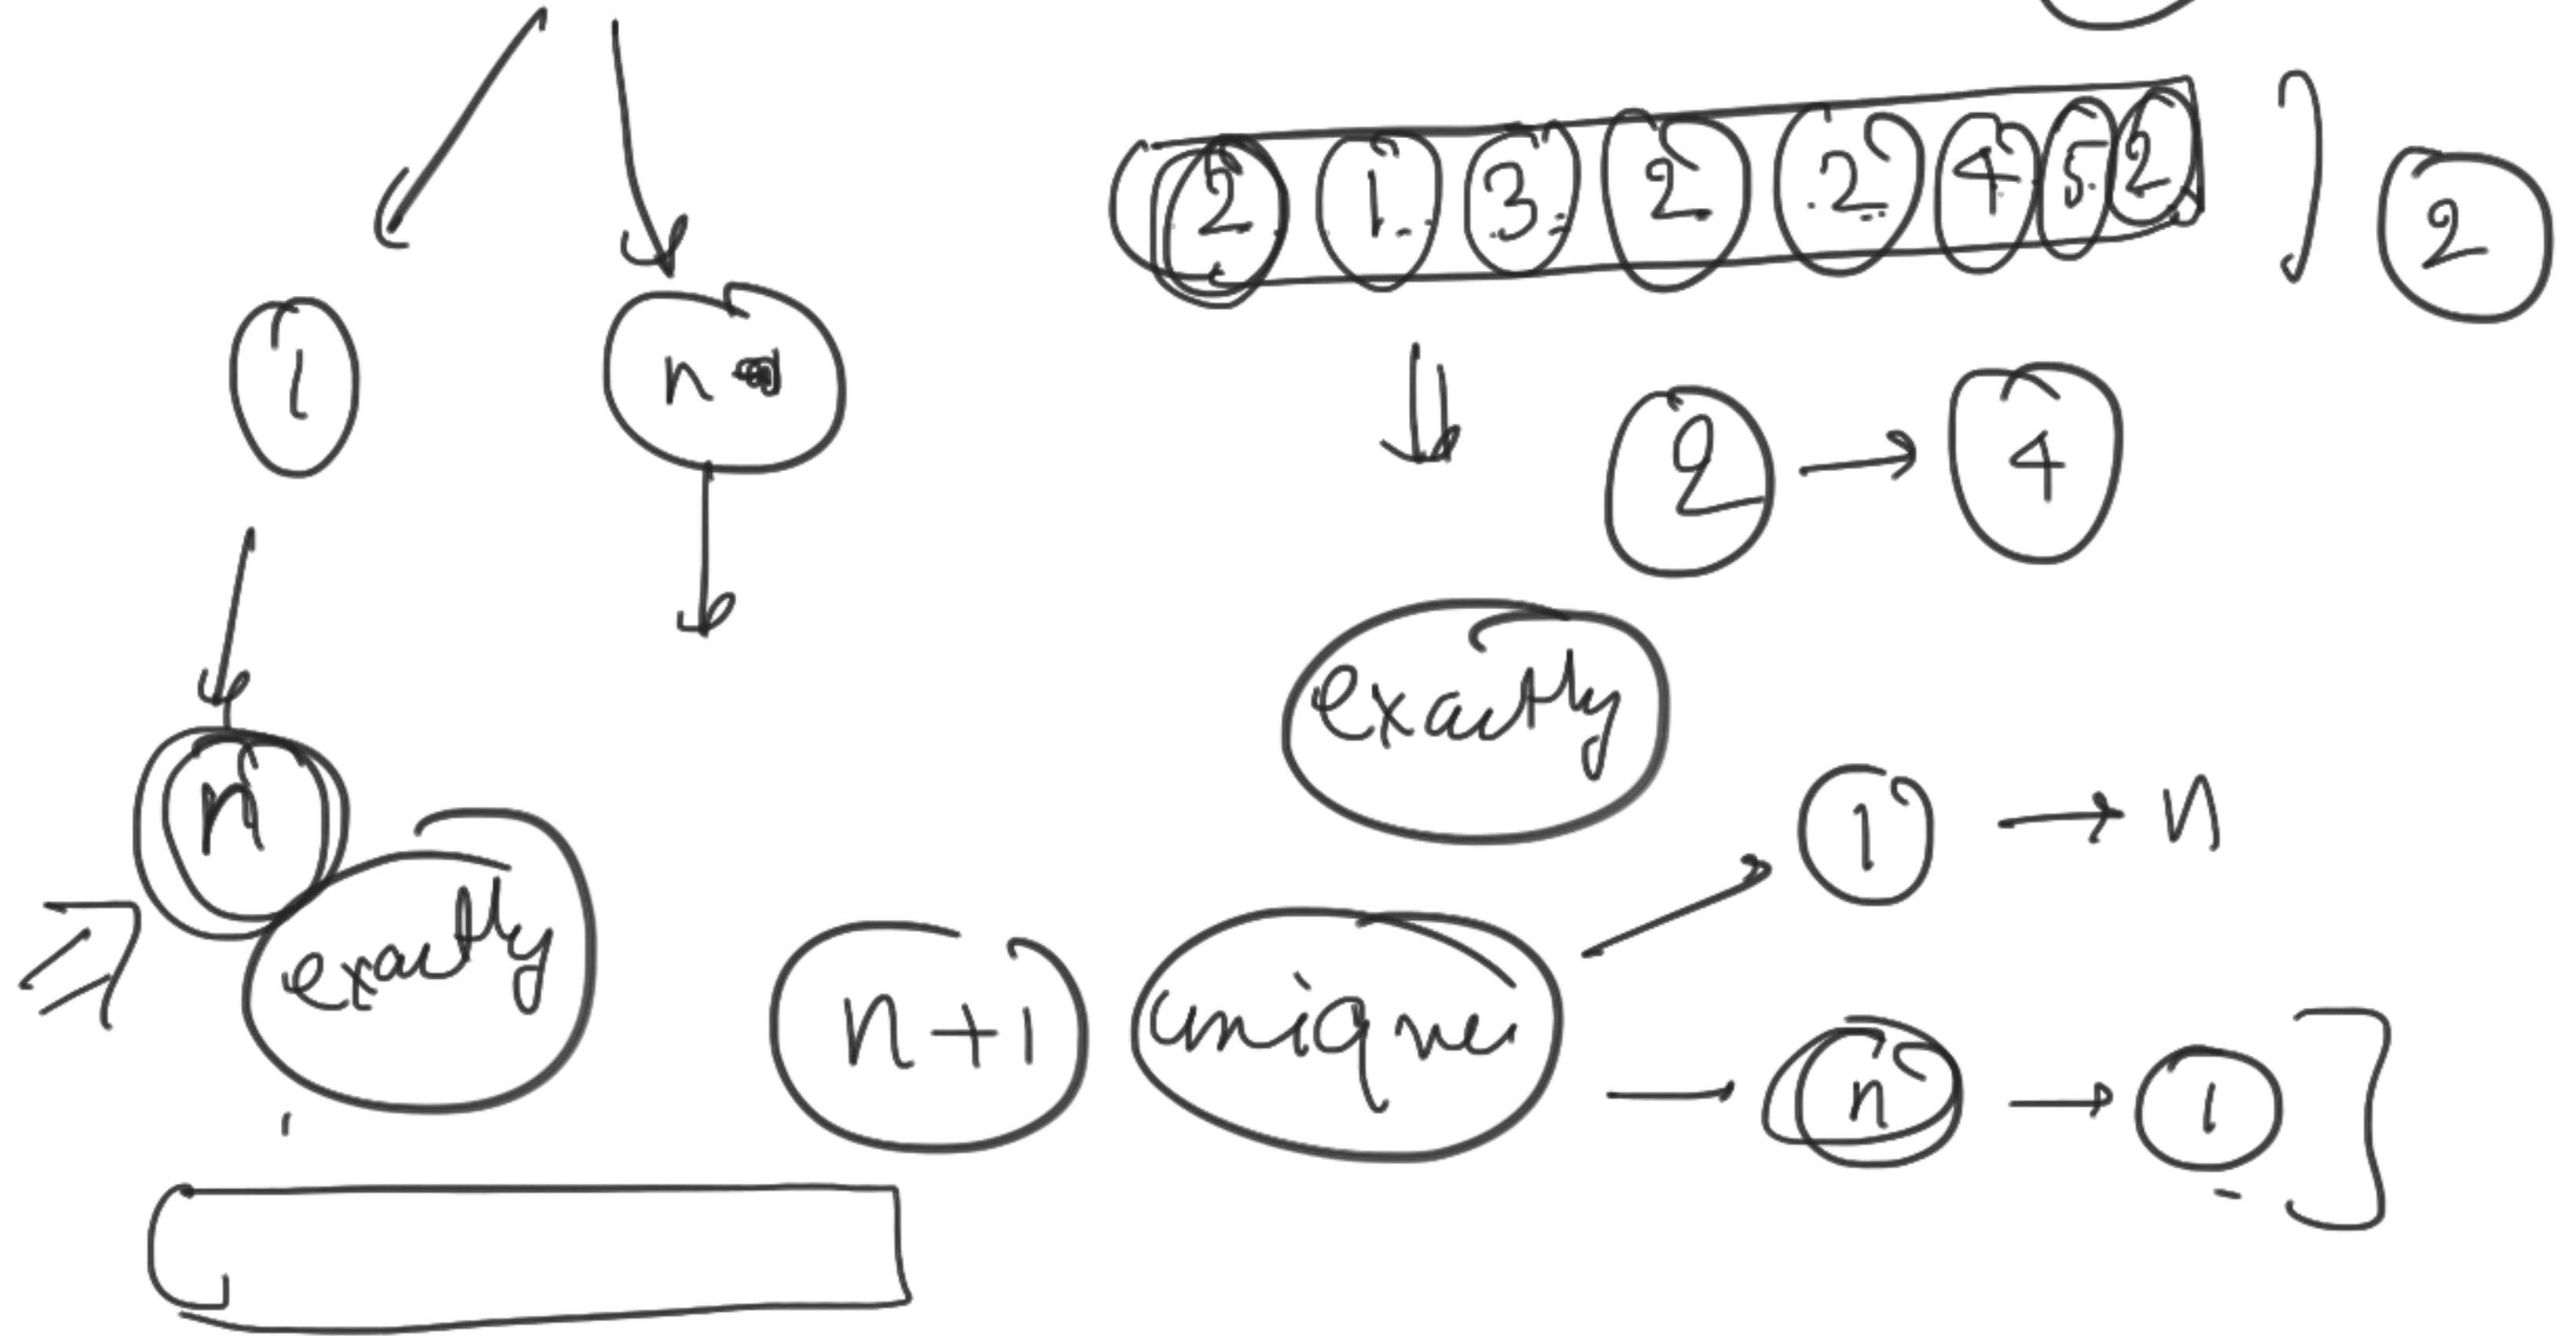 2 1 3 2 2 4 5 2
2
1 n
2 → 4
exactly
n
1 → n
exactly
n+1 unique
n → 1